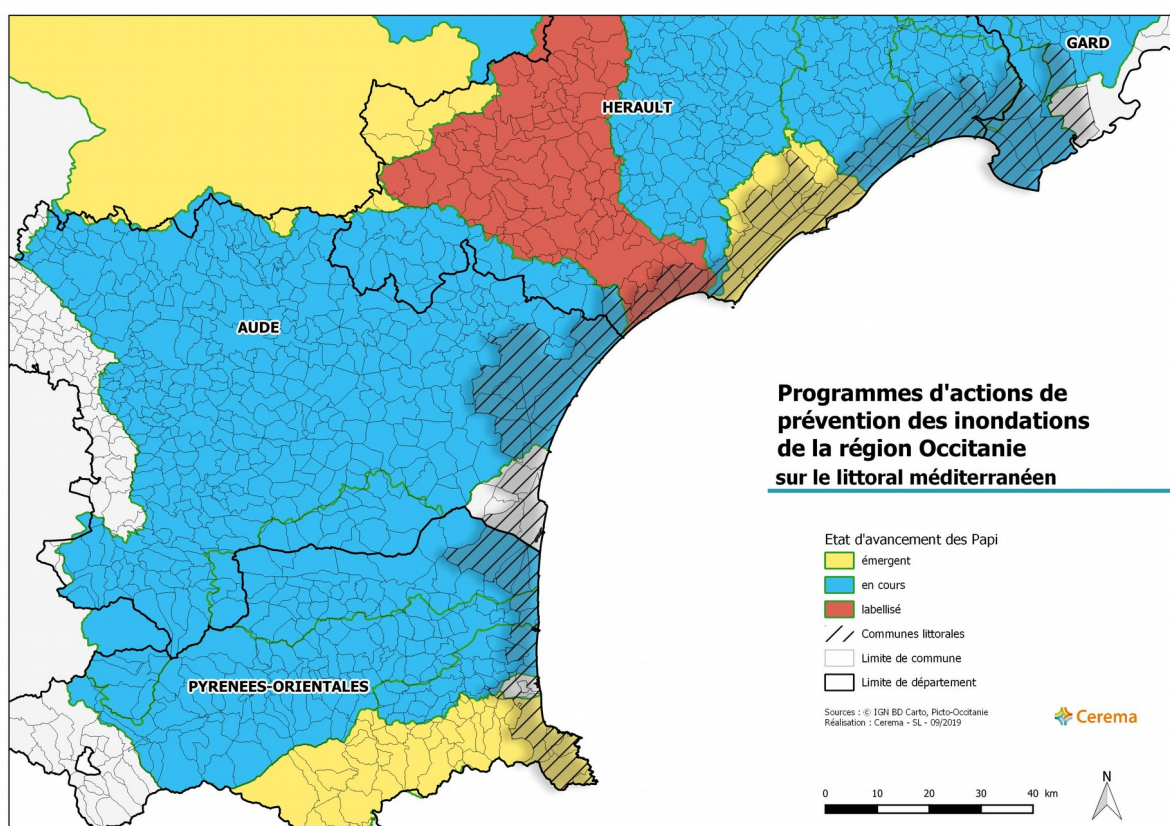 GARD
HERAULT
AUDE
PYRENEES-ORIENTALES
Programmes d'actions de
prévention des inondations
de la région Occitanie
sur le littoral méditerranéen
Etat d'avancement des Papi
émergent
en cours
labellisé
Communes littorales
Limite de commune
Limite de département
Sources : © IGN BD Carto, Picto-Occitanie
Réalisation : Cerema - SL - 09/2019
Cerema
N
0 10 20 30 40 km